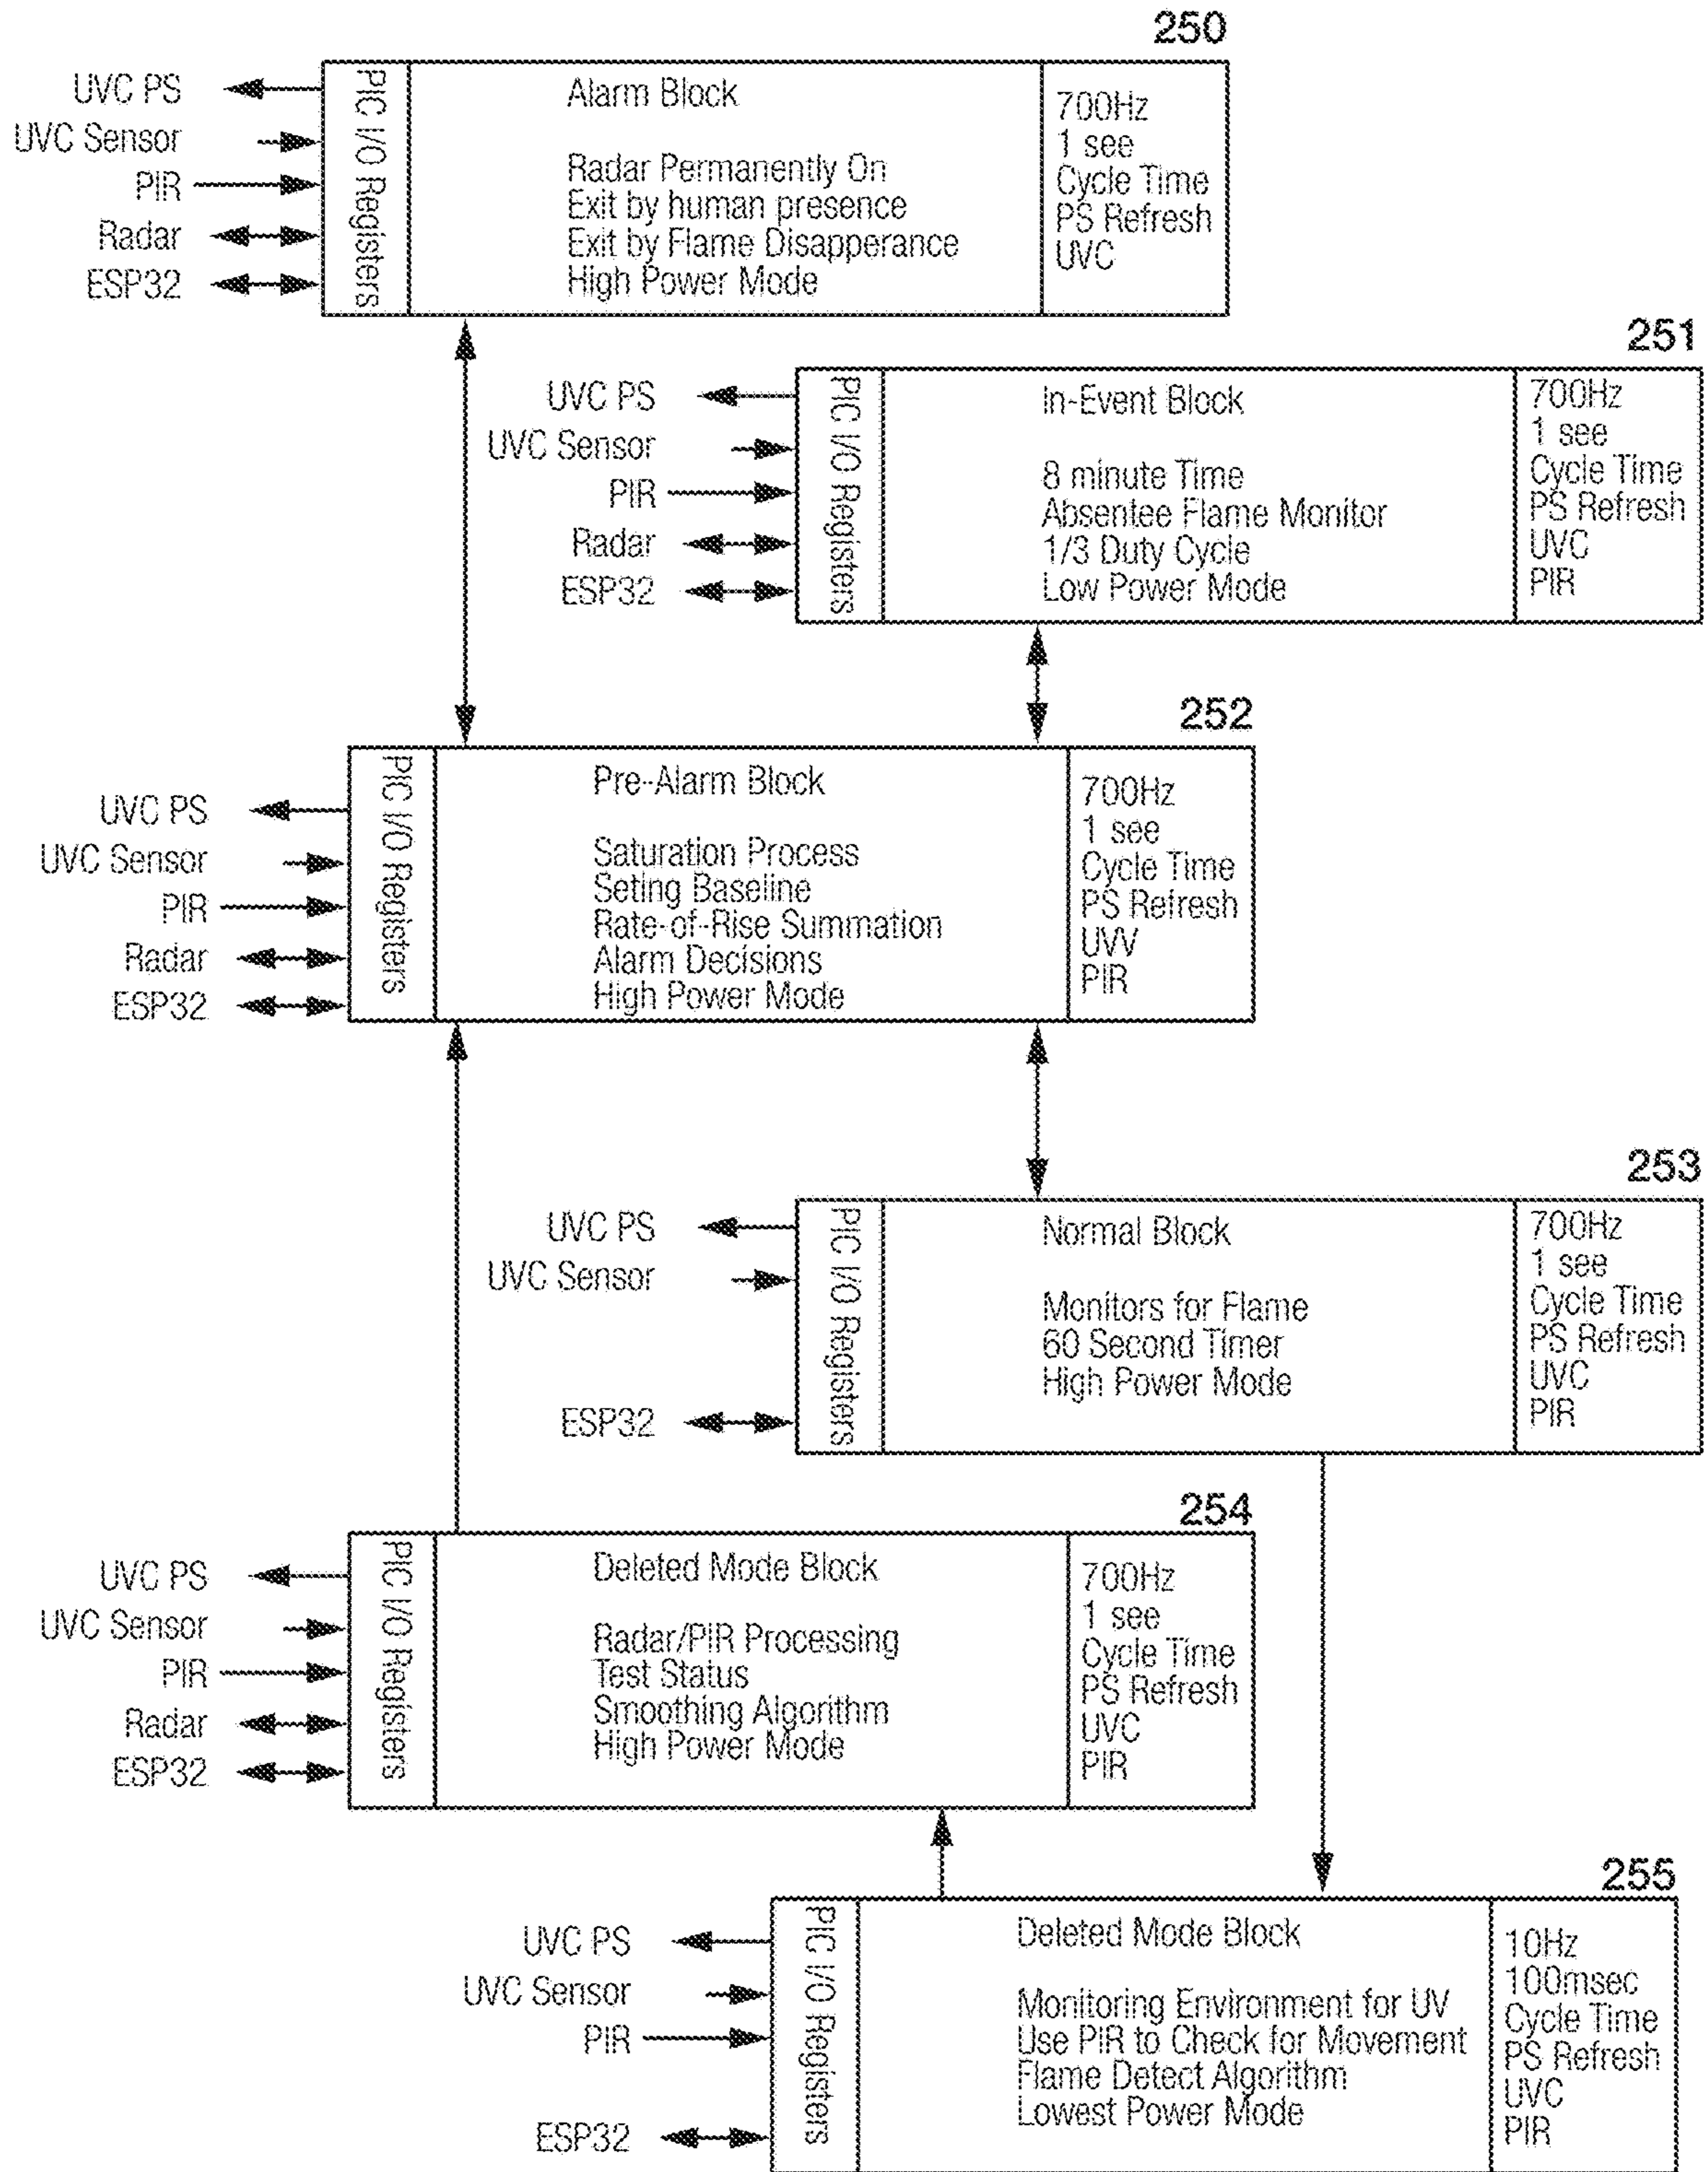 250
UVC PS
UVC Sensor
PIR
Radar
ESP32
PIC I/O Registers
Alarm Block
Radar Permanently On
Exit by human presence
Exit by Flame Disapperance
High Power Mode
700Hz
1 see
Cycle Time
PS Refresh
UVC
251
UVC PS
UVC Sensor
PIR
Radar
ESP32
PIC I/O Registers
In-Event Block
8 minute Time
Absentee Flame Monitor
1/3 Duty Cycle
Low Power Mode
700Hz
1 see
Cycle Time
PS Refresh
UVC
PIR
252
UVC PS
UVC Sensor
PIR
Radar
ESP32
PIC I/O Registers
Pre-Alarm Block
Saturation Process
Seting Baseline
Rate-of-Rise Summation
Alarm Decisions
High Power Mode
700Hz
1 see
Cycle Time
PS Refresh
UVV
PIR
253
UVC PS
UVC Sensor
ESP32
PIC I/O Registers
Normal Block
Monitors for Flame
60 Second Timer
High Power Mode
700Hz
1 see
Cycle Time
PS Refresh
UVC
PIR
254
UVC PS
UVC Sensor
PIR
Radar
ESP32
PIC I/O Registers
Deleted Mode Block
Radar/PIR Processing
Test Status
Smoothing Algorithm
High Power Mode
700Hz
1 see
Cycle Time
PS Refresh
UVC
PIR
255
UVC PS
UVC Sensor
PIR
ESP32
PIC I/O Registers
Deleted Mode Block
Monitoring Environment for UV
Use PIR to Check for Movement
Flame Detect Algorithm
Lowest Power Mode
10Hz
100msec
Cycle Time
PS Refresh
UVC
PIR